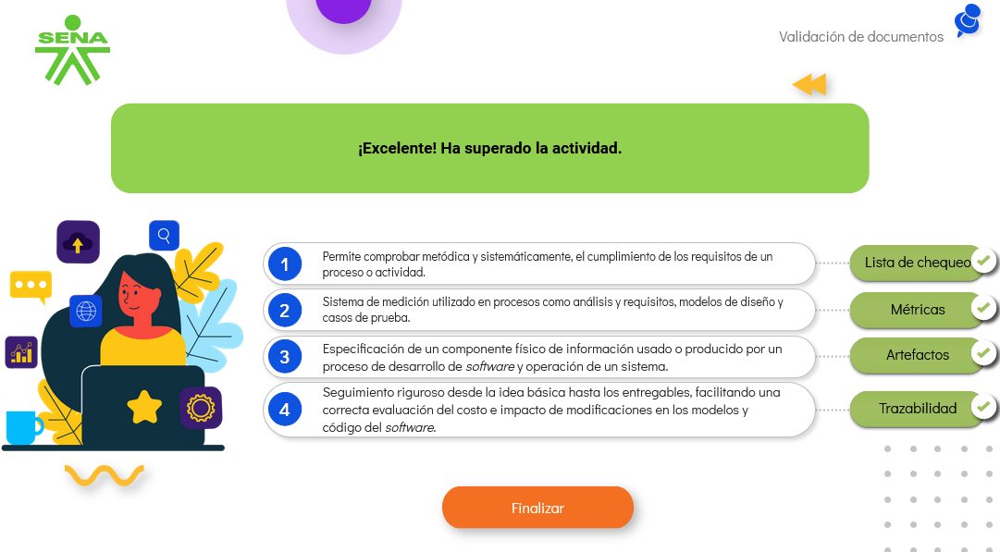 SENA
Validación de documentos
¡Excelente! Ha superado la actividad.
1
Permite comprobar metódica y sistemáticamente, el cumplimiento de los requisitos de un
proceso o actividad.
Lista de chequeo
2
Sistema de medición utilizado en procesos como análisis y requisitos, modelos de diseño y
casos de prueba.
Métricas
3
Especificación de un componente físico de información usado o producido por un
proceso de desarrollo de software y operación de un sistema.
Artefactos
4
Seguimiento riguroso desde la idea básica hasta los entregables, facilitando una
correcta evaluación del costo e impacto de modificaciones en los modelos y
código del software.
Trazabilidad
Finalizar